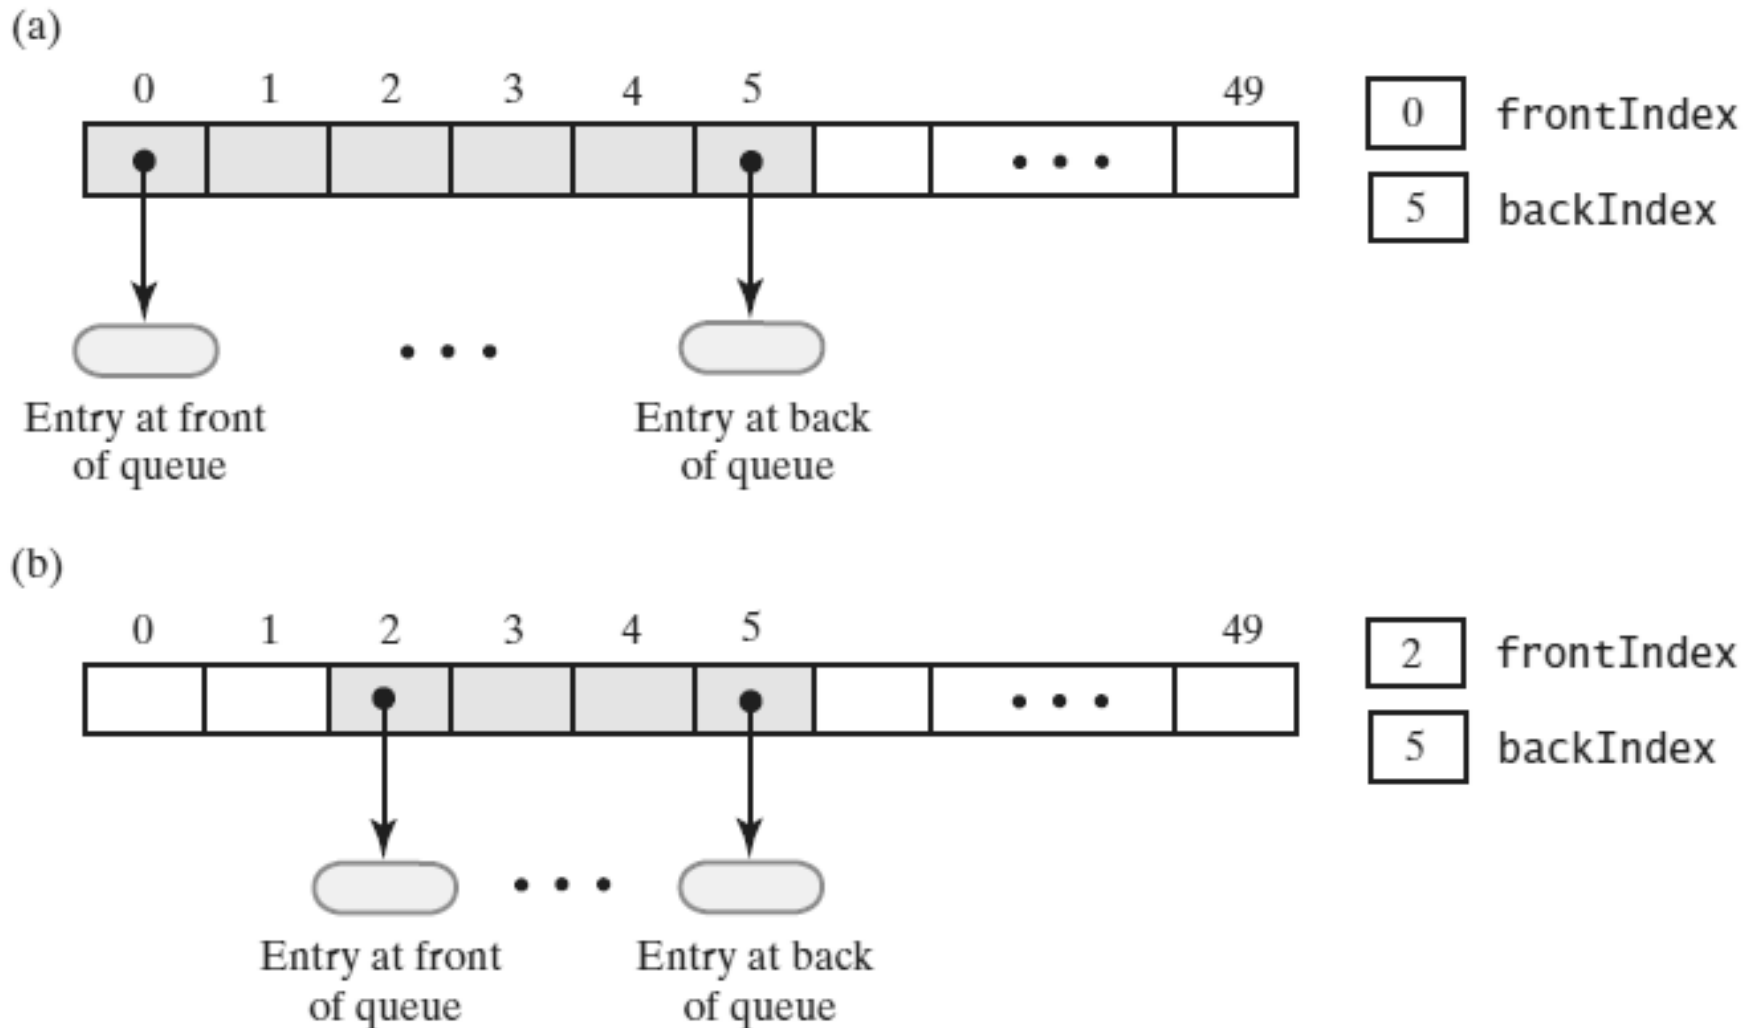 (a)
0 1 2 3 4 5 49
0 frontIndex
5 backIndex
Entry at front
of queue
Entry at back
of queue
(b)
0 1 2 3 4 5 49
2 frontIndex
5 backIndex
Entry at front
of queue
Entry at back
of queue